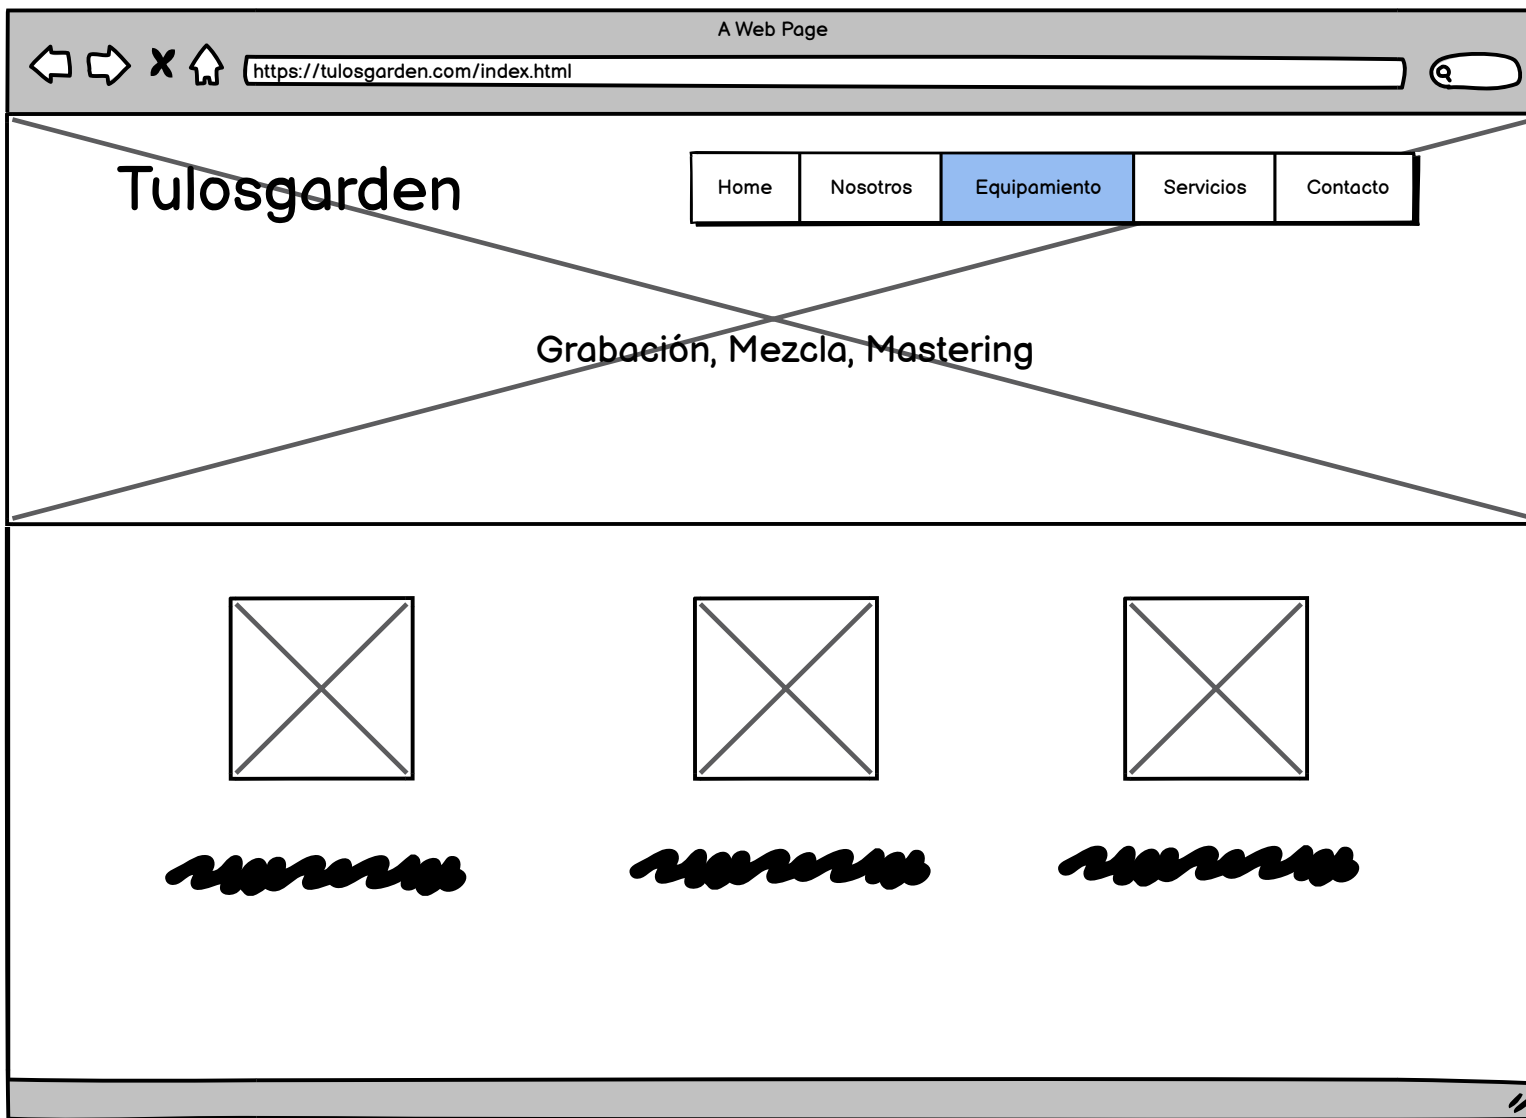 A Web Page
https://tulosgarden.com/index.html
Tulosgarden
Home Nosotros Equipamiento Servicios Contacto
Grabación, Mezcla, Mastering